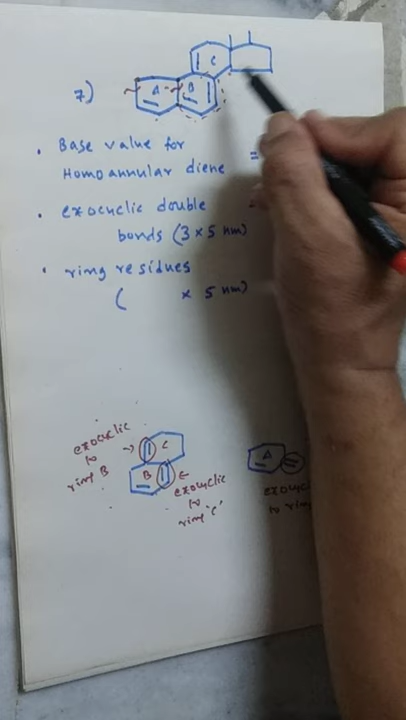 7)
C
A
B
• Base value for
Homoannular diene =
• exocyclic double
bonds (3 × 5 nm)
• ring residues
( × 5 nm)
exocyclic
to
ring B
C
B
exocyclic
to
ring 'c'
A
to